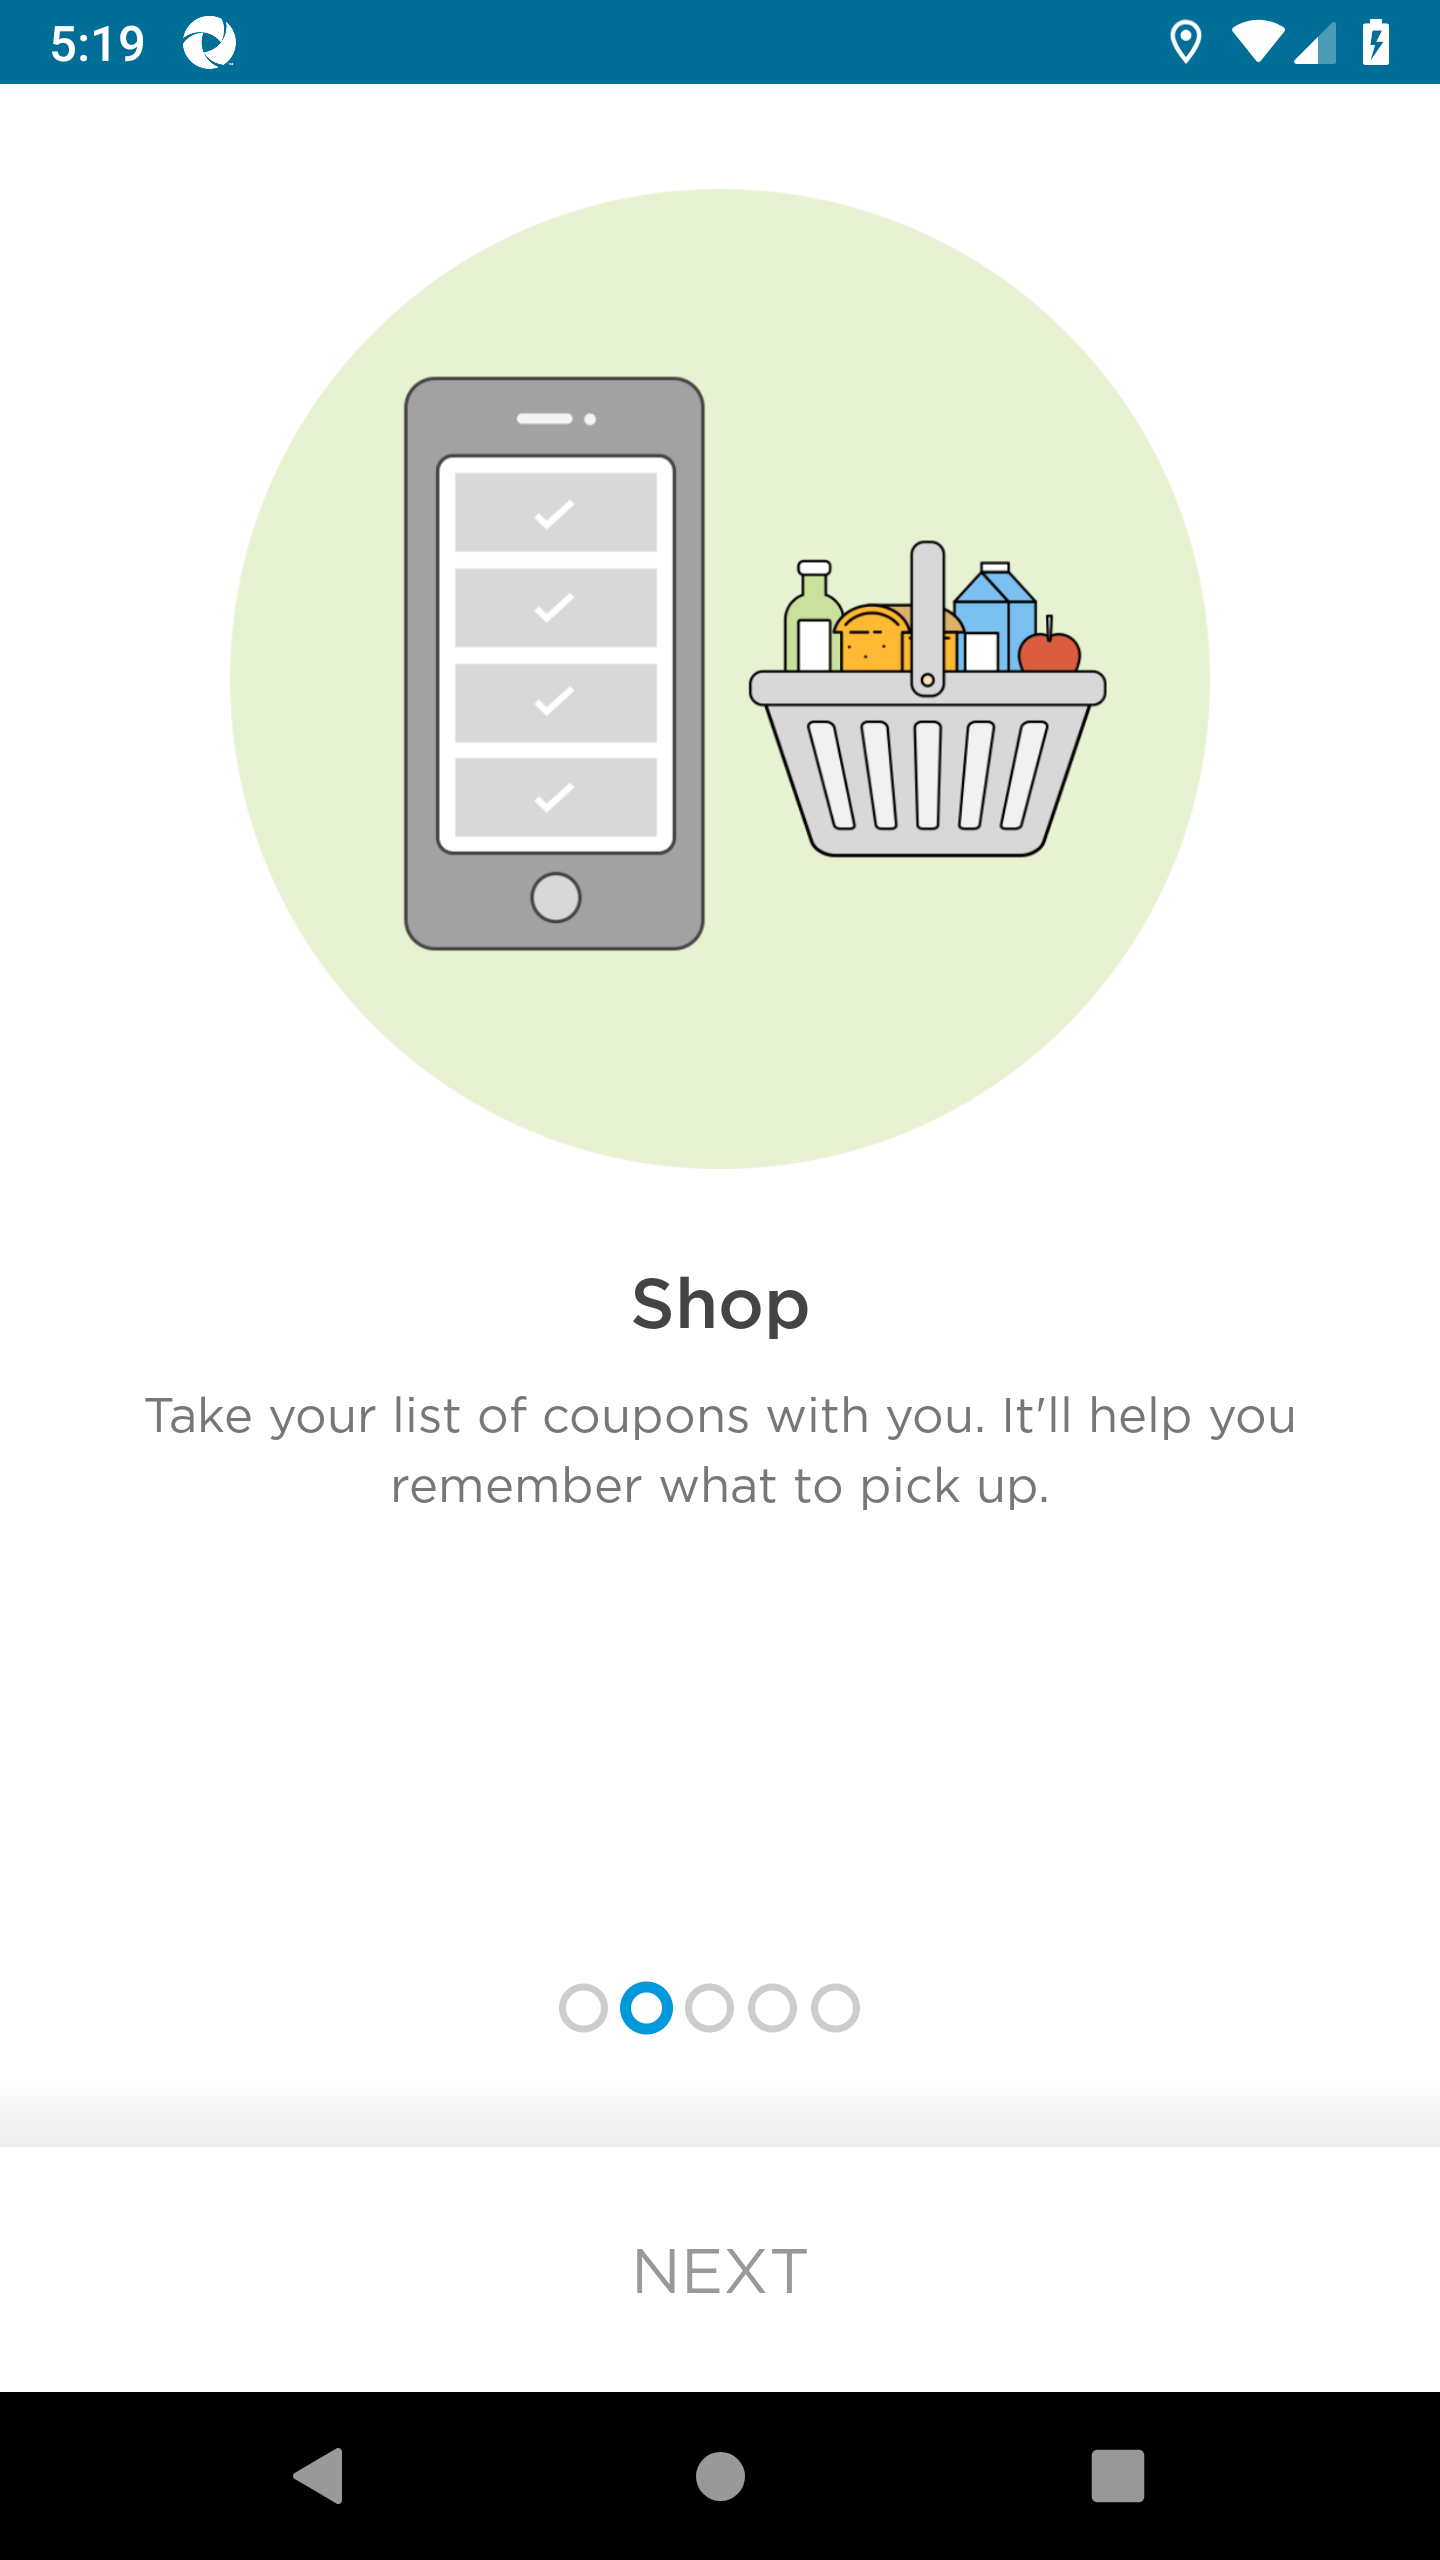 5:19
Shop
Take your list of coupons with you. It'll help you
remember what to pick up.
NEXT